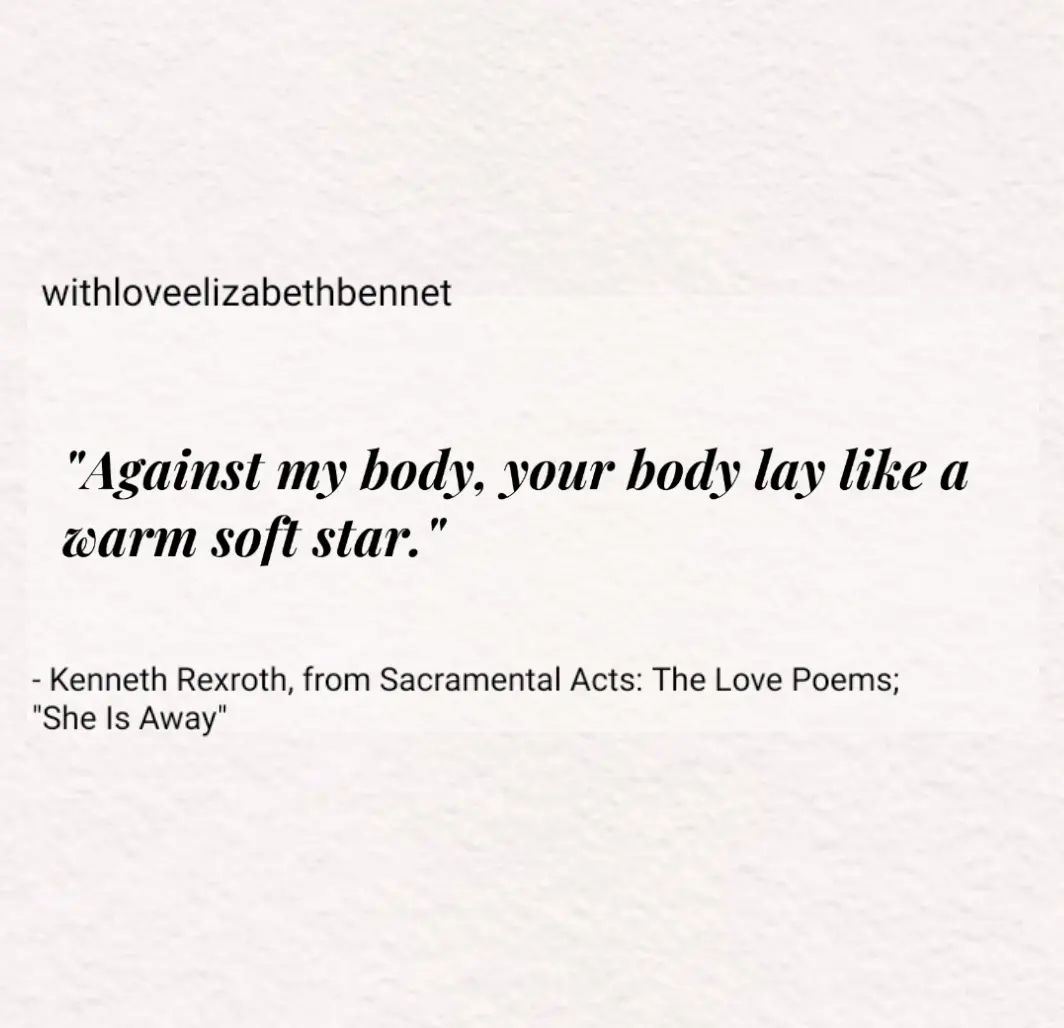 withloveelizabethbennet
"Against my body, your body lay like a
warm soft star."
- Kenneth Rexroth, from Sacramental Acts: The Love Poems;
"She Is Away"